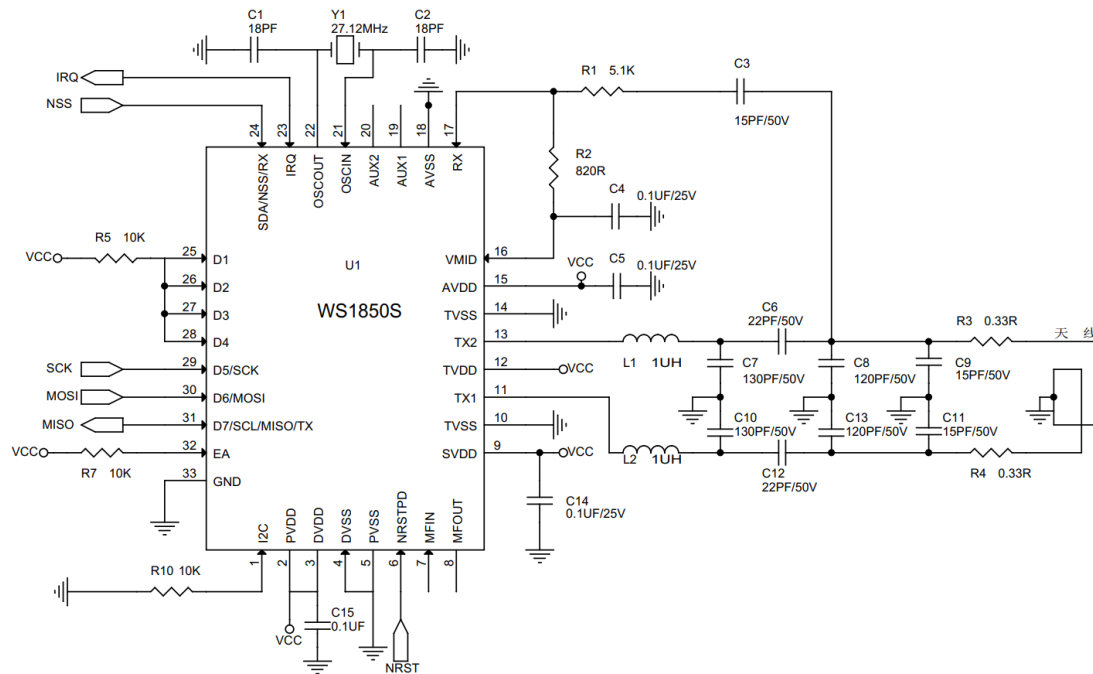 C1
18PF
Y1
27.12MHz
C2
18PF
IRQ
NSS
R1 5.1K
C3
15PF/50V
24
23
22
21
20
19
18
17
SDA/NSS/RX
IRQ
OSCOUT
OSCIN
AUX2
AUX1
AVSS
RX
R2
820R
C4
0.1UF/25V
VCC
R5 10K
25
D1
26
D2
27
D3
28
D4
SCK
29
D5/SCK
MOSI
30
D6/MOSI
MISO
31
D7/SCL/MISO/TX
VCC
R7 10K
32
EA
33
GND
U1
WS1850S
VMID
16
AVDD
15
VCC
C5
0.1UF/25V
TVSS
14
TX2
13
L1 1UH
TVDD
12
VCC
TX1
11
L2 1UH
TVSS
10
SVDD
9
VCC
C6
22PF/50V
C7
130PF/50V
C8
120PF/50V
C9
15PF/50V
R3 0.33R
天 线
C10
130PF/50V
C13
120PF/50V
C11
15PF/50V
C12
22PF/50V
R4 0.33R
C14
0.1UF/25V
I2C
PVDD
DVDD
DVSS
PVSS
NRSTPD
MFIN
MFOUT
1
2
3
4
5
6
7
8
R10 10K
VCC
C15
0.1UF
NRST